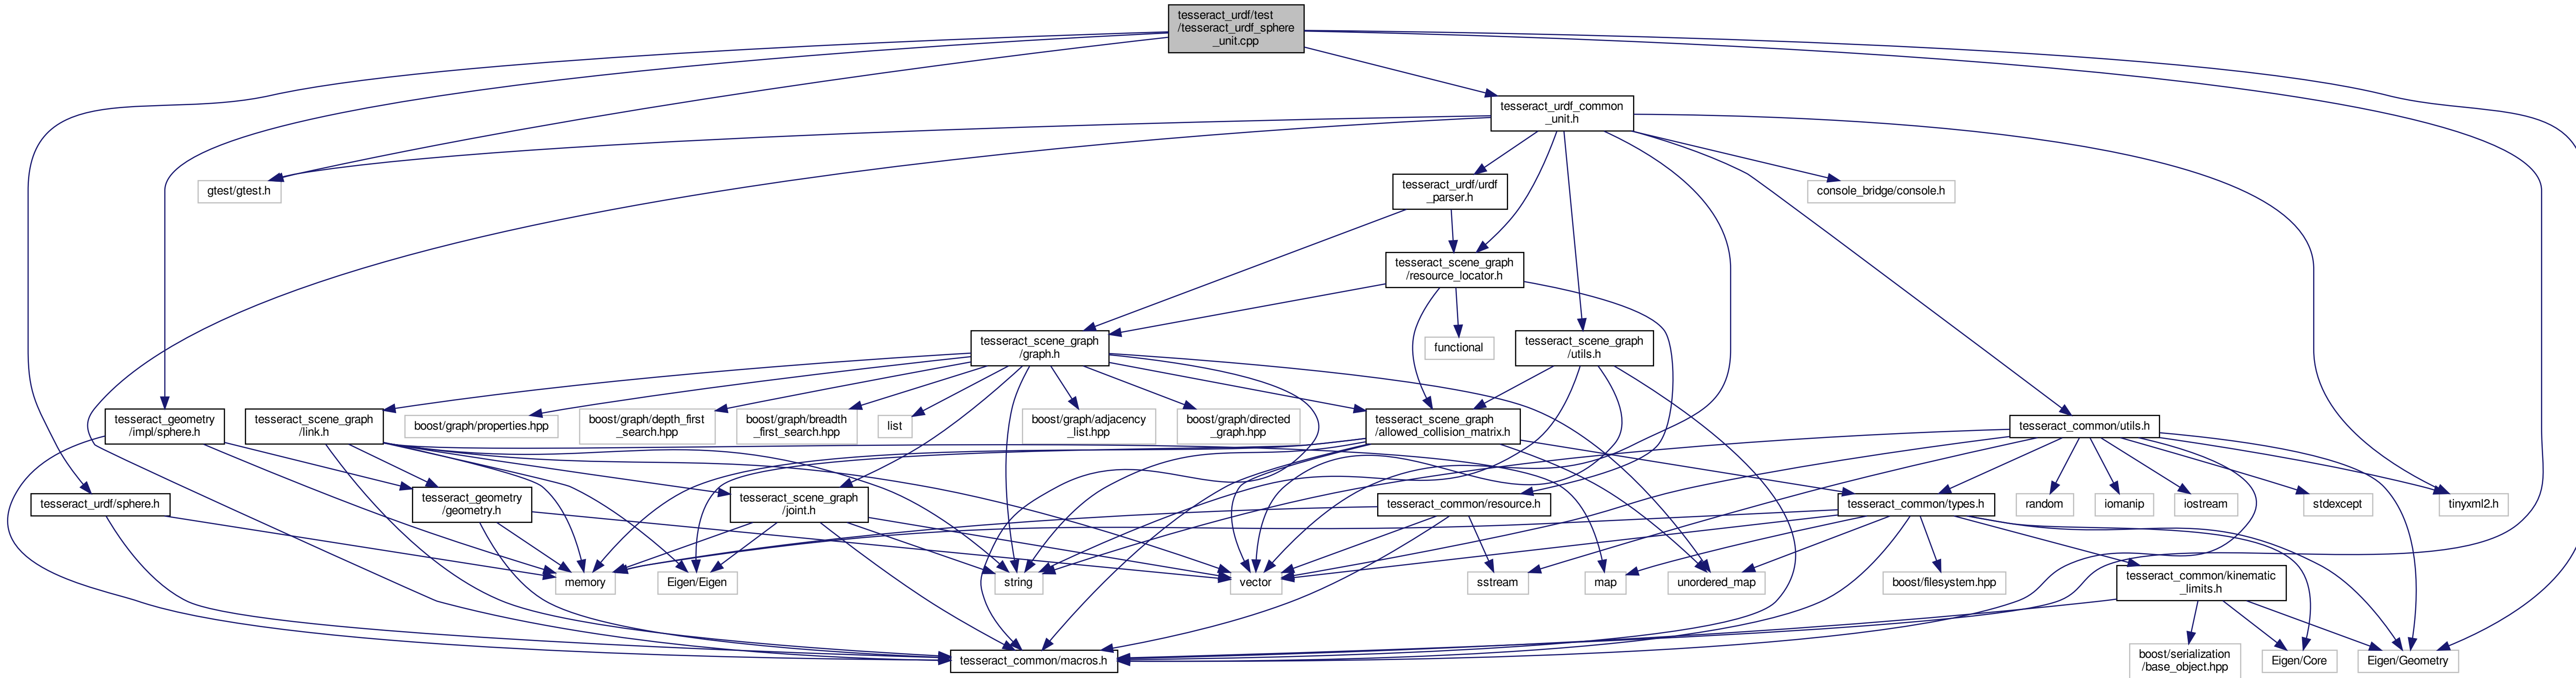 tesseract_urdf/test
/tesseract_urdf_sphere
_unit.cpp
tesseract_urdf_common
_unit.h
gtest/gtest.h
tesseract_urdf/urdf
_parser.h
console_bridge/console.h
tesseract_scene_graph
/resource_locator.h
tesseract_scene_graph
/graph.h
functional
tesseract_scene_graph
/utils.h
tesseract_geometry
/impl/sphere.h
tesseract_scene_graph
/link.h
boost/graph/properties.hpp
boost/graph/depth_first
_search.hpp
boost/graph/breadth
_first_search.hpp
list
boost/graph/adjacency
_list.hpp
boost/graph/directed
_graph.hpp
tesseract_scene_graph
/allowed_collision_matrix.h
tesseract_common/utils.h
tesseract_urdf/sphere.h
tesseract_geometry
/geometry.h
tesseract_scene_graph
/joint.h
tesseract_common/resource.h
tesseract_common/types.h
random
iomanip
iostream
stdexcept
tinyxml2.h
memory
Eigen/Eigen
string
vector
sstream
map
unordered_map
boost/filesystem.hpp
tesseract_common/kinematic
_limits.h
tesseract_common/macros.h
boost/serialization
/base_object.hpp
Eigen/Core
Eigen/Geometry